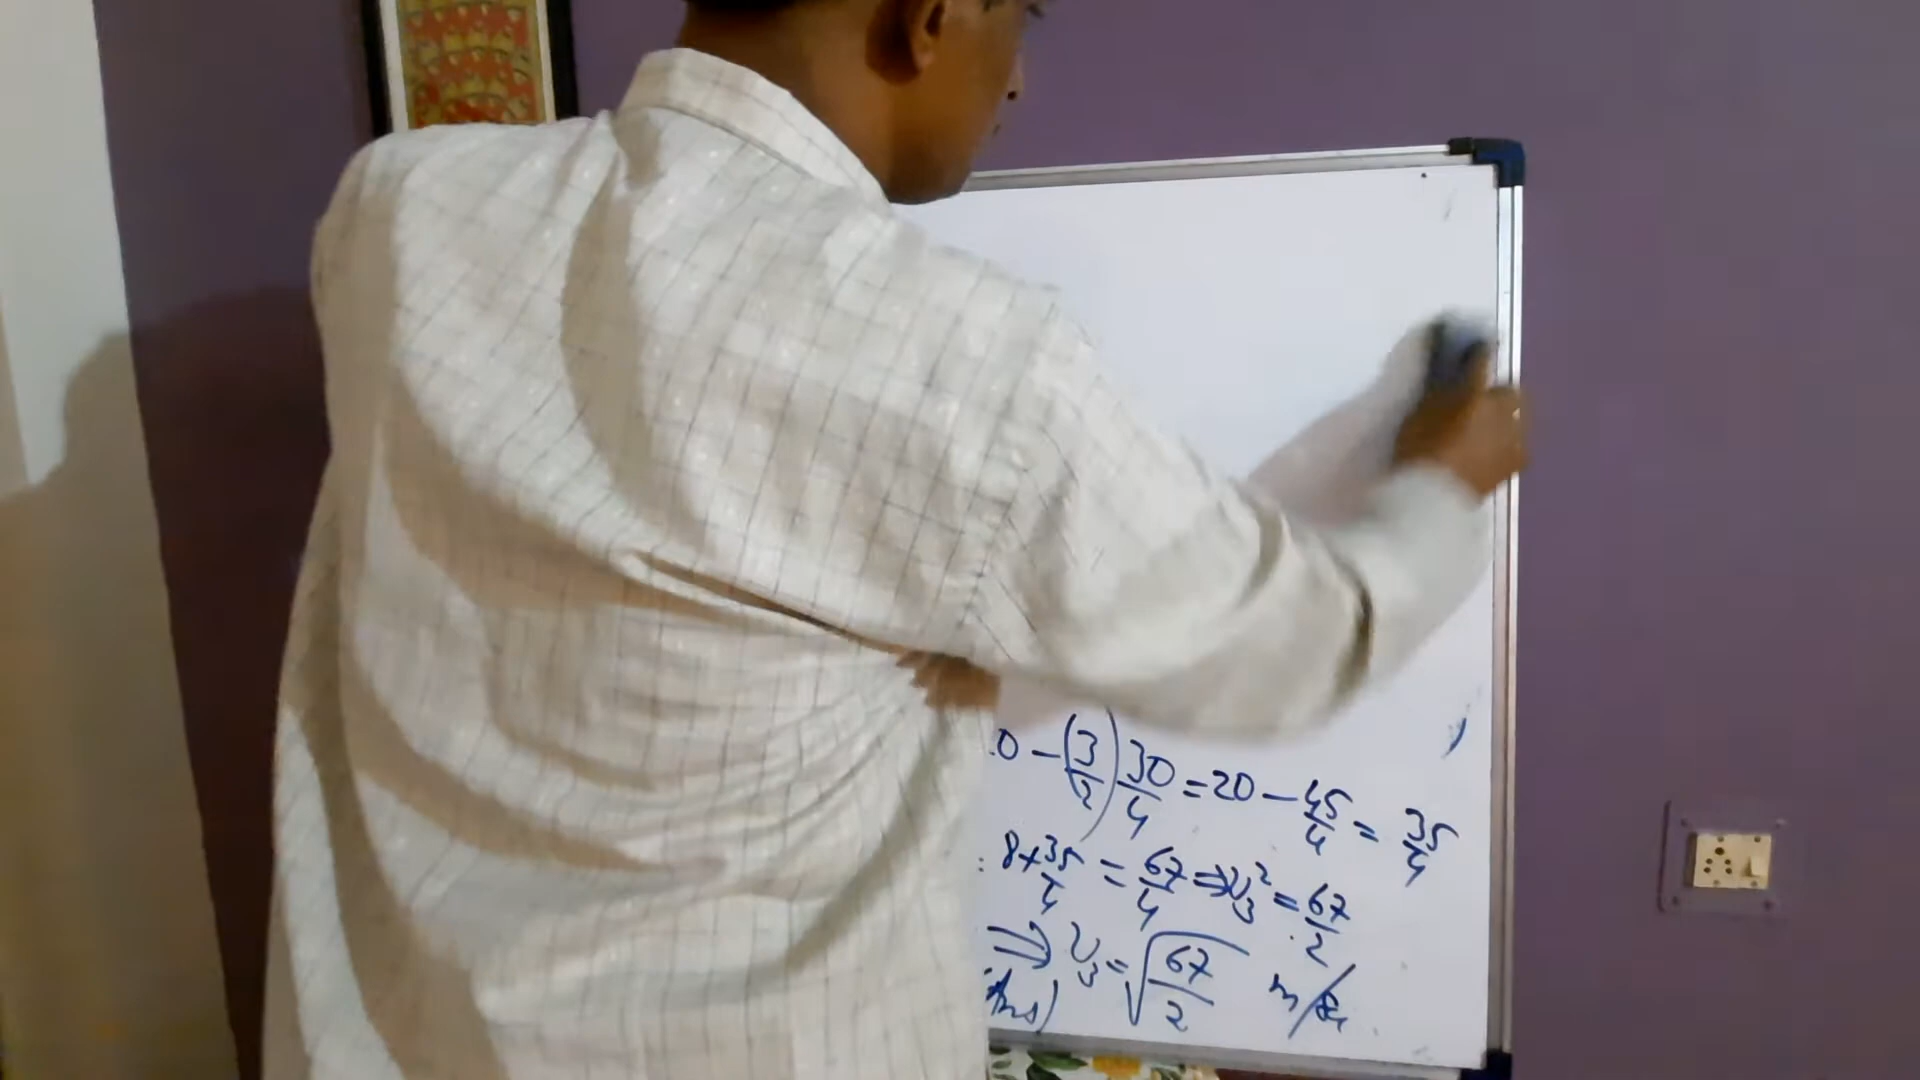 0 - (3/2) 30/4 = 20 - 45/4 = 35/4
8 + 35/4 = 67/4 => v₃² = 67/2
⇒ v₃ = √(67/2) m/sec
Ans)